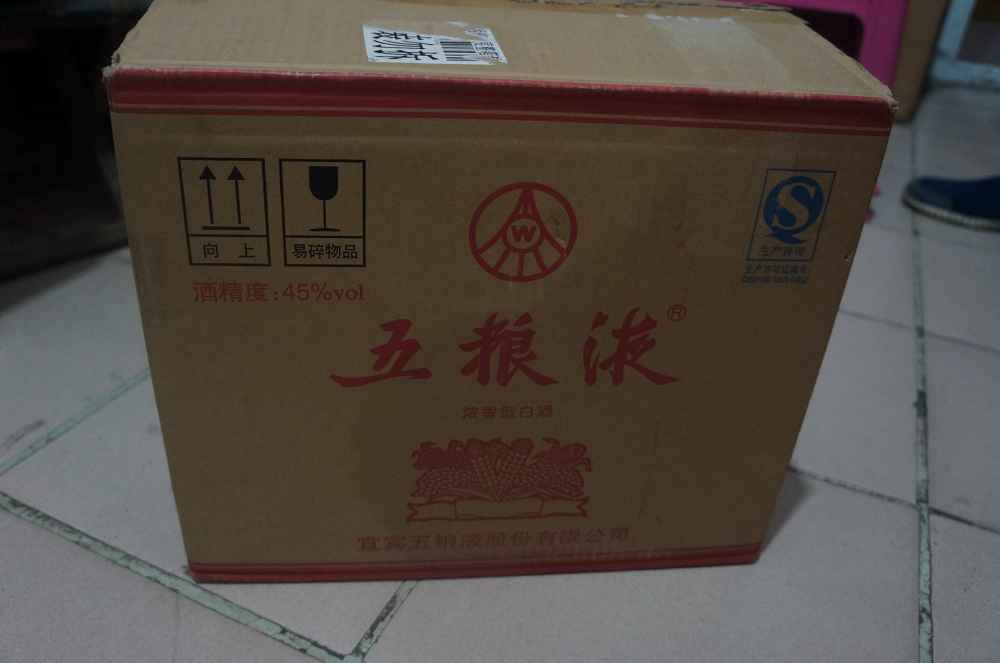 向 上
易碎物品
酒精度:45%vol
W
五粮液®
浓香型白酒
宜宾五粮液股份有限公司
QS
生产许可